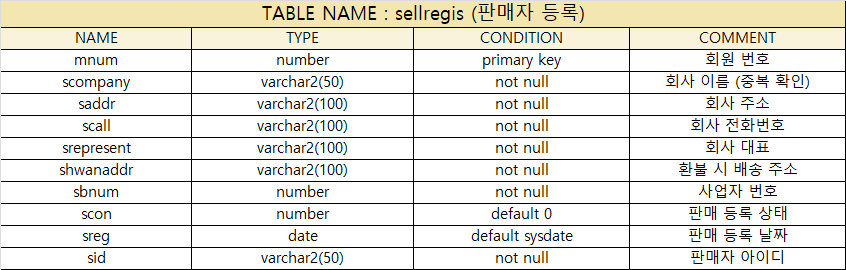 TABLE NAME : sellregis (판매자 등록)
NAME TYPE CONDITION COMMENT
mnum number primary key 회원 번호
scompany varchar2(50) not null 회사 이름 (중복 확인)
saddr varchar2(100) not null 회사 주소
scall varchar2(100) not null 회사 전화번호
srepresent varchar2(100) not null 회사 대표
shwanaddr varchar2(100) not null 환불 시 배송 주소
sbnum number not null 사업자 번호
scon number default 0 판매 등록 상태
sreg date default sysdate 판매 등록 날짜
sid varchar2(50) not null 판매자 아이디